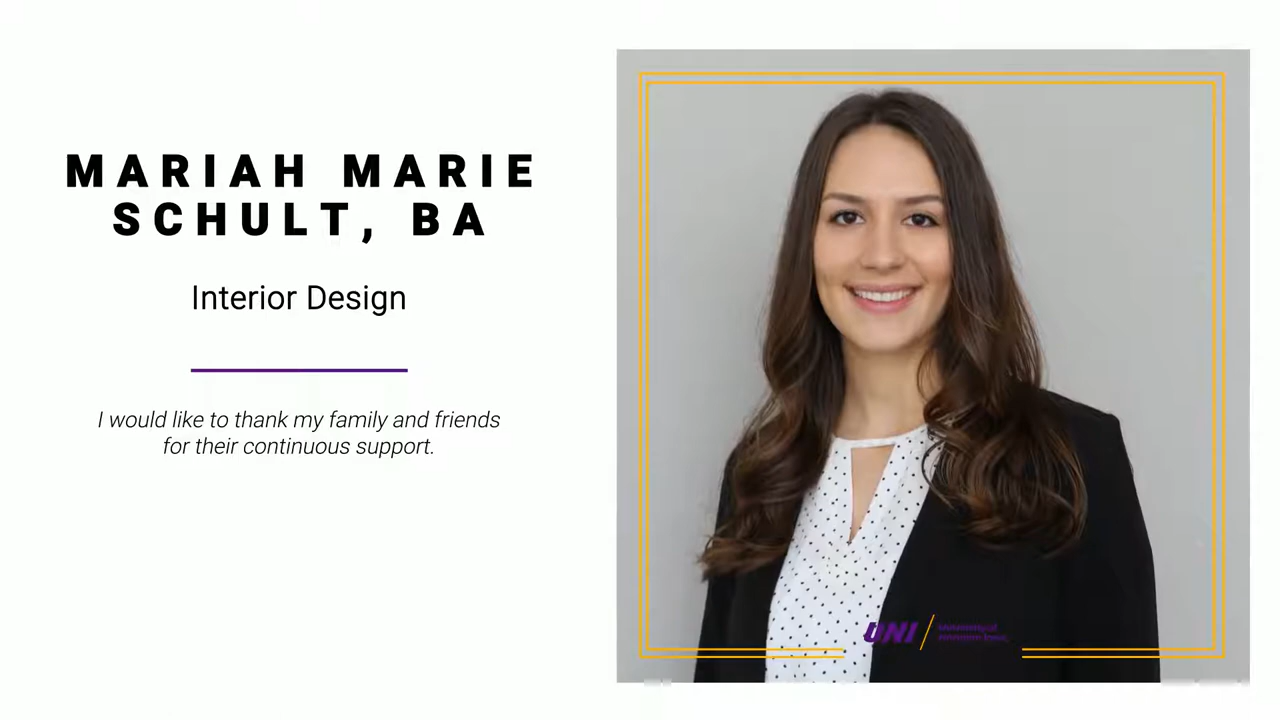 MARIAH MARIE
SCHULT, BA
Interior Design
I would like to thank my family and friends
for their continuous support.
UNI